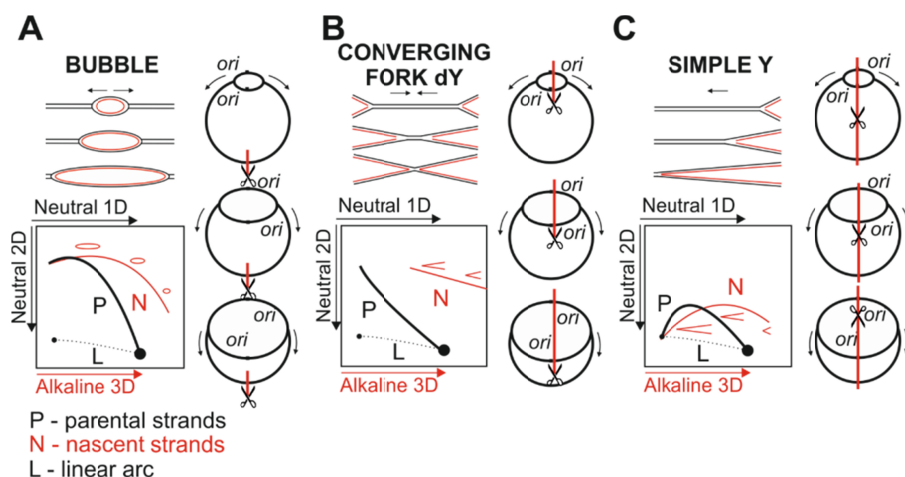 A
BUBBLE
ori
ori
ori
ori
ori
ori
Neutral 1D
Neutral 2D
P
N
L
Alkaline 3D
B
CONVERGING
FORK dY
ori
ori
ori
ori
ori
ori
Neutral 1D
Neutral 2D
P
N
L
Alkaline 3D
C
SIMPLE Y
ori
ori
ori
ori
ori
ori
Neutral 1D
Neutral 2D
P
N
L
Alkaline 3D
P - parental strands
N - nascent strands
L - linear arc